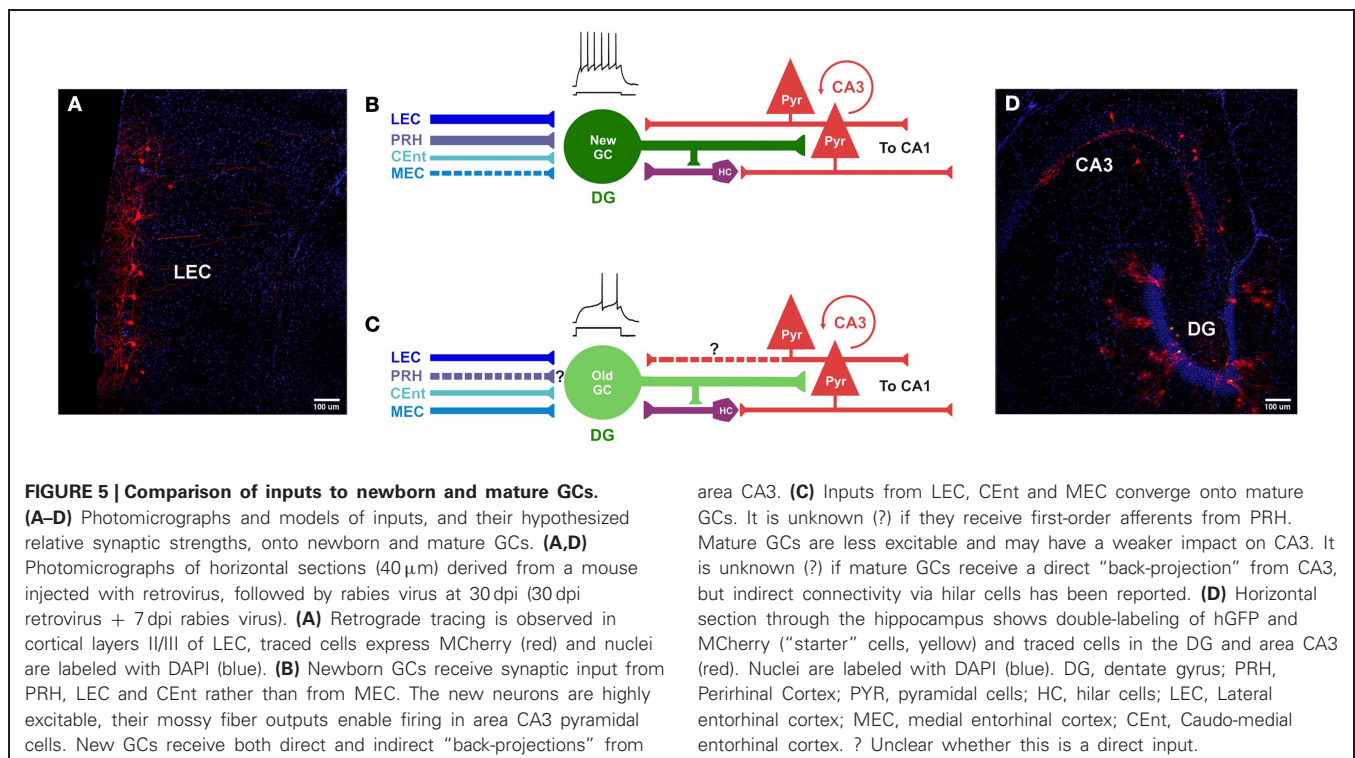 A
LEC
100 um
B
LEC
PRH
CEnt
MEC
New
GC
DG
Pyr
CA3
Pyr
HC
To CA1
C
LEC
PRH
CEnt
MEC
?
Old
GC
DG
?
Pyr
CA3
Pyr
HC
To CA1
D
CA3
DG
100 um
FIGURE 5 | Comparison of inputs to newborn and mature GCs.
(A–D) Photomicrographs and models of inputs, and their hypothesized
relative synaptic strengths, onto newborn and mature GCs. (A,D)
Photomicrographs of horizontal sections (40 μm) derived from a mouse
injected with retrovirus, followed by rabies virus at 30 dpi (30 dpi
retrovirus + 7 dpi rabies virus). (A) Retrograde tracing is observed in
cortical layers II/III of LEC, traced cells express MCherry (red) and nuclei
are labeled with DAPI (blue). (B) Newborn GCs receive synaptic input from
PRH, LEC and CEnt rather than from MEC. The new neurons are highly
excitable, their mossy fiber outputs enable firing in area CA3 pyramidal
cells. New GCs receive both direct and indirect “back-projections” from
area CA3. (C) Inputs from LEC, CEnt and MEC converge onto mature
GCs. It is unknown (?) if they receive first-order afferents from PRH.
Mature GCs are less excitable and may have a weaker impact on CA3. It
is unknown (?) if mature GCs receive a direct “back-projection” from CA3,
but indirect connectivity via hilar cells has been reported. (D) Horizontal
section through the hippocampus shows double-labeling of hGFP and
MCherry (“starter” cells, yellow) and traced cells in the DG and area CA3
(red). Nuclei are labeled with DAPI (blue). DG, dentate gyrus; PRH,
Perirhinal Cortex; PYR, pyramidal cells; HC, hilar cells; LEC, Lateral
entorhinal cortex; MEC, medial entorhinal cortex; CEnt, Caudo-medial
entorhinal cortex. ? Unclear whether this is a direct input.